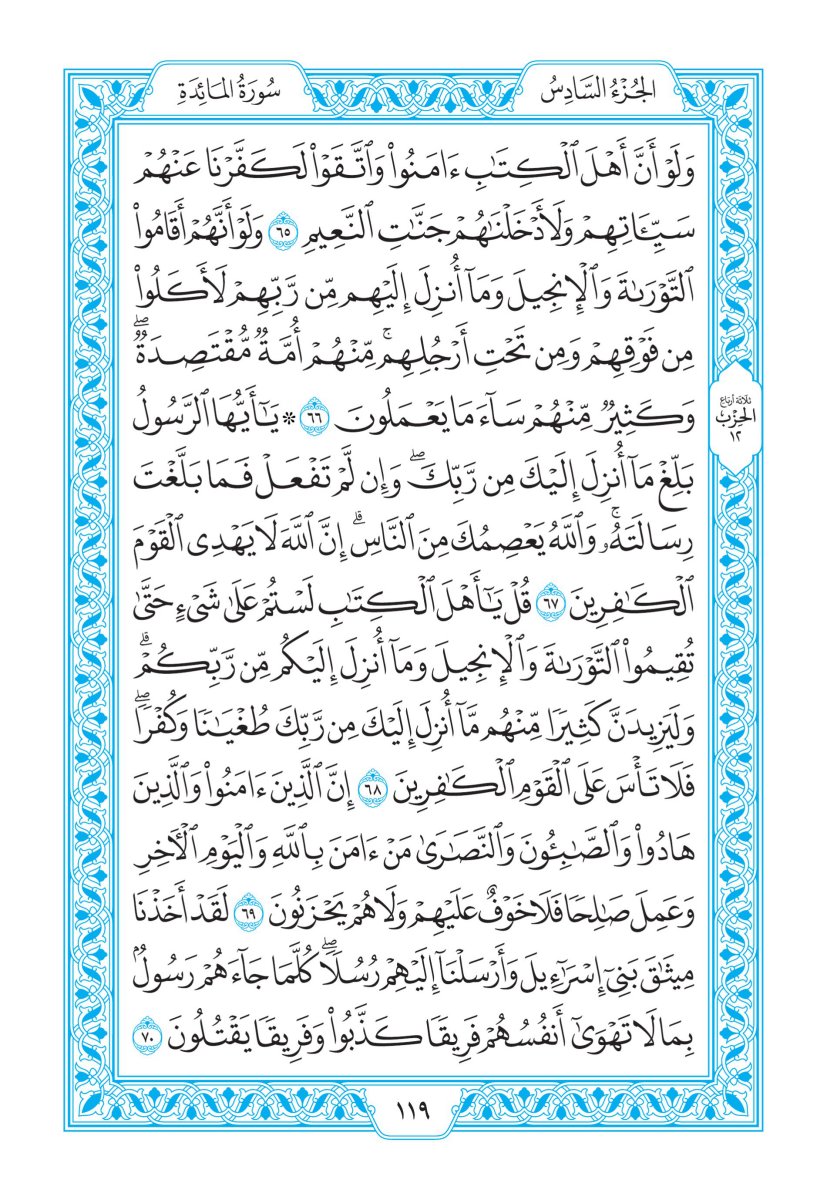 الجُزْءُ السَّادِسُ
سُورَةُ المَائِدَةِ
وَلَوْ أَنَّ أَهْلَ ٱلْكِتَٰبِ ءَامَنُوا۟ وَٱتَّقَوْا۟ لَكَفَّرْنَا عَنْهُمْ
سَيِّـَٔاتِهِمْ وَلَأَدْخَلْنَٰهُمْ جَنَّٰتِ ٱلنَّعِيمِ ٦٥ وَلَوْ أَنَّهُمْ أَقَامُوا۟
ٱلتَّوْرَىٰةَ وَٱلْإِنجِيلَ وَمَآ أُنزِلَ إِلَيْهِم مِّن رَّبِّهِمْ لَأَكَلُوا۟
مِن فَوْقِهِمْ وَمِن تَحْتِ أَرْجُلِهِم ۚ مِّنْهُمْ أُمَّةٌ مُّقْتَصِدَةٌ ۖ
وَكَثِيرٌ مِّنْهُمْ سَآءَ مَا يَعْمَلُونَ ٦٦ * يَٰٓأَيُّهَا ٱلرَّسُولُ
بَلِّغْ مَآ أُنزِلَ إِلَيْكَ مِن رَّبِّكَ ۖ وَإِن لَّمْ تَفْعَلْ فَمَا بَلَّغْتَ
رِسَالَتَهُۥ ۚ وَٱللَّهُ يَعْصِمُكَ مِنَ ٱلنَّاسِ ۗ إِنَّ ٱللَّهَ لَا يَهْدِى ٱلْقَوْمَ
ٱلْكَٰفِرِينَ ٦٧ قُلْ يَٰٓأَهْلَ ٱلْكِتَٰبِ لَسْتُمْ عَلَىٰ شَىْءٍ حَتَّىٰ
تُقِيمُوا۟ ٱلتَّوْرَىٰةَ وَٱلْإِنجِيلَ وَمَآ أُنزِلَ إِلَيْكُم مِّن رَّبِّكُمْ ۗ
وَلَيَزِيدَنَّ كَثِيرًا مِّنْهُم مَّآ أُنزِلَ إِلَيْكَ مِن رَّبِّكَ طُغْيَٰنًا وَكُفْرًا ۖ
فَلَا تَأْسَ عَلَى ٱلْقَوْمِ ٱلْكَٰفِرِينَ ٦٨ إِنَّ ٱلَّذِينَ ءَامَنُوا۟ وَٱلَّذِينَ
هَادُوا۟ وَٱلصَّٰبِـُٔونَ وَٱلنَّصَٰرَىٰ مَنْ ءَامَنَ بِٱللَّهِ وَٱلْيَوْمِ ٱلْءَاخِرِ
وَعَمِلَ صَٰلِحًا فَلَا خَوْفٌ عَلَيْهِمْ وَلَا هُمْ يَحْزَنُونَ ٦٩ لَقَدْ أَخَذْنَا
مِيثَٰقَ بَنِىٓ إِسْرَٰٓءِيلَ وَأَرْسَلْنَآ إِلَيْهِمْ رُسُلًا ۖ كُلَّمَا جَآءَهُمْ رَسُولٌۢ
بِمَا لَا تَهْوَىٰٓ أَنفُسُهُمْ فَرِيقًا كَذَّبُوا۟ وَفَرِيقًا يَقْتُلُونَ ٧٠
ثلاثة أرباع
الحِزْب
١٢
١١٩